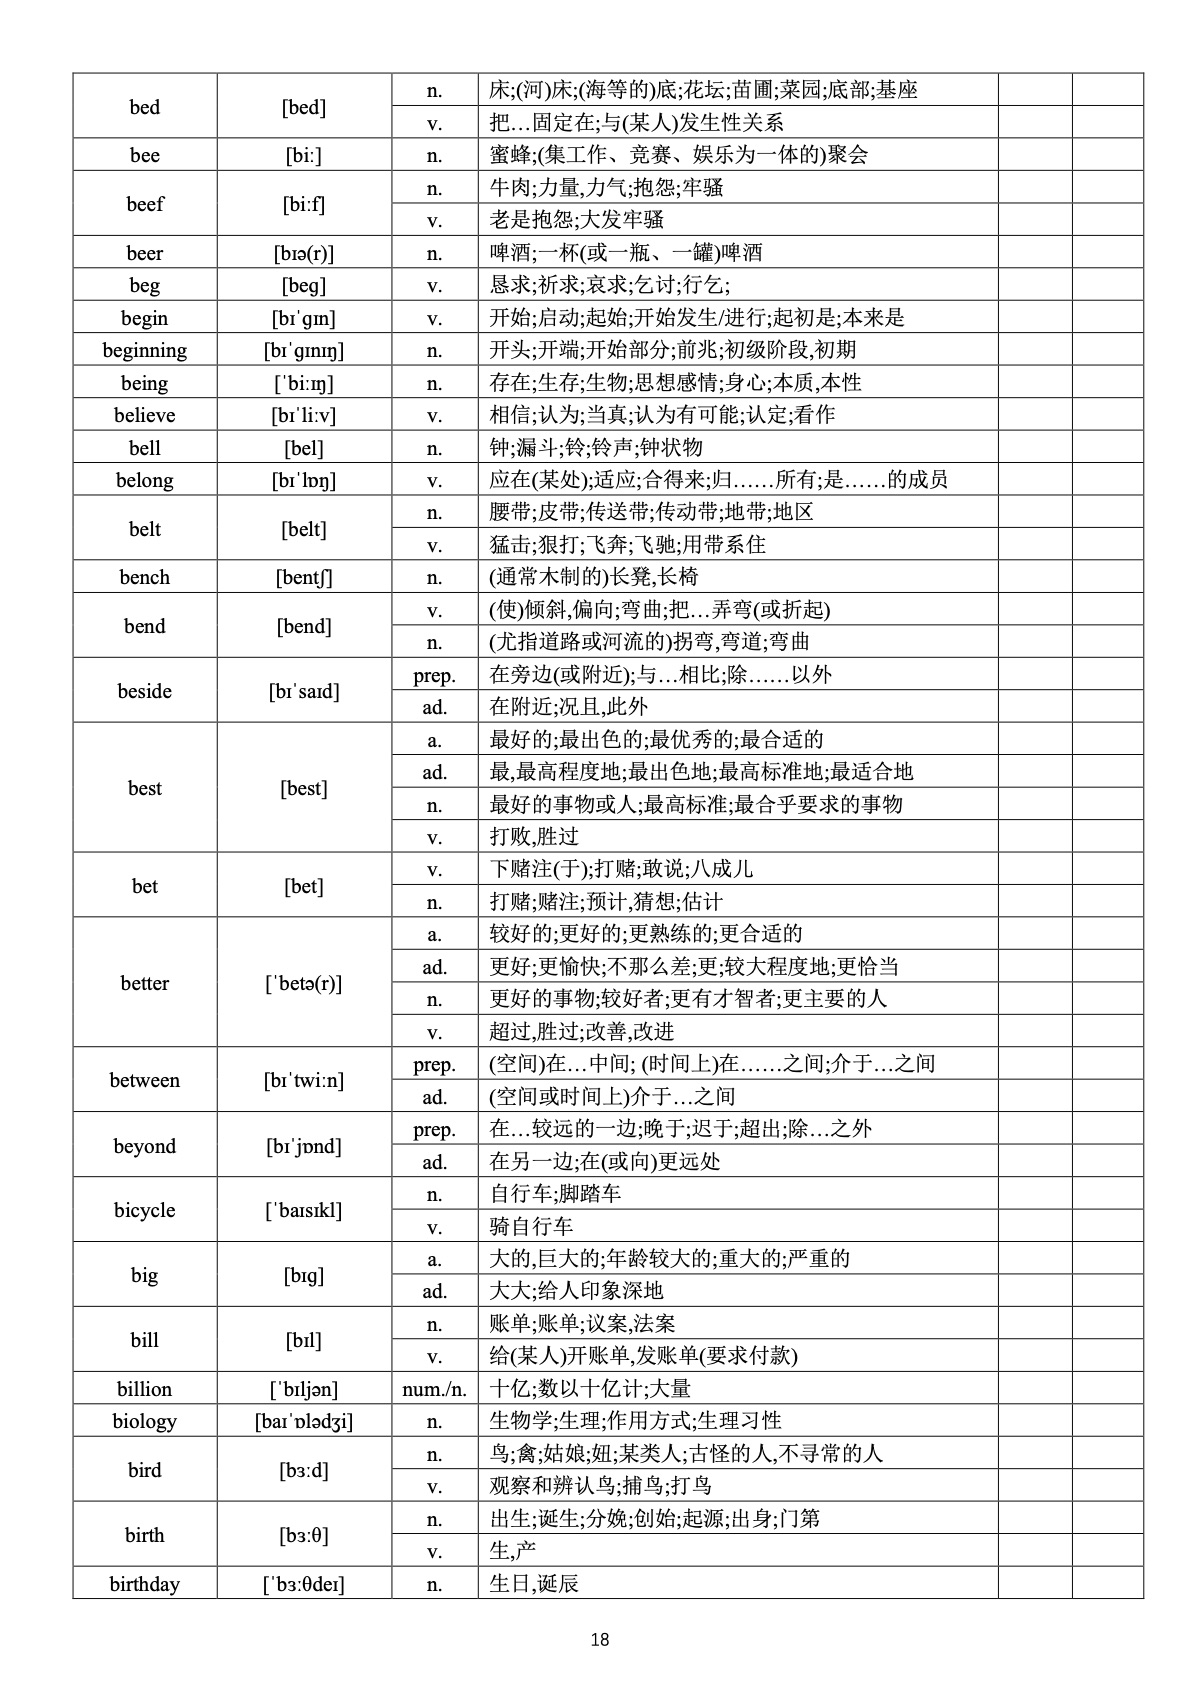 bed [bed] n. 床;(河)床;(海等的)底;花坛;苗圃;菜园;底部;基座
v. 把…固定在;与(某人)发生性关系
bee [biː] n. 蜜蜂;(集工作、竞赛、娱乐为一体的)聚会
beef [biːf] n. 牛肉;力量,力气;抱怨;牢骚
v. 老是抱怨;大发牢骚
beer [bɪə(r)] n. 啤酒;一杯(或一瓶、一罐)啤酒
beg [beɡ] v. 恳求;祈求;哀求;乞讨;行乞;
begin [bɪˈɡɪn] v. 开始;启动;起始;开始发生/进行;起初是;本来是
beginning [bɪˈɡɪnɪŋ] n. 开头;开端;开始部分;前兆;初级阶段,初期
being [ˈbiːɪŋ] n. 存在;生存;生物;思想感情;身心;本质,本性
believe [bɪˈliːv] v. 相信;认为;当真;认为有可能;认定;看作
bell [bel] n. 钟;漏斗;铃;铃声;钟状物
belong [bɪˈlɒŋ] v. 应在(某处);适应;合得来;归……所有;是……的成员
belt [belt] n. 腰带;皮带;传送带;传动带;地带;地区
v. 猛击;狠打;飞奔;飞驰;用带系住
bench [bentʃ] n. (通常木制的)长凳,长椅
bend [bend] v. (使)倾斜,偏向;弯曲;把…弄弯(或折起)
n. (尤指道路或河流的)拐弯,弯道;弯曲
beside [bɪˈsaɪd] prep. 在旁边(或附近);与…相比;除……以外
ad. 在附近;况且,此外
best [best] a. 最好的;最出色的;最优秀的;最合适的
ad. 最,最高程度地;最出色地;最高标准地;最适合地
n. 最好的事物或人;最高标准;最合乎要求的事物
v. 打败,胜过
bet [bet] v. 下赌注(于);打赌;敢说;八成儿
n. 打赌;赌注;预计,猜想;估计
better [ˈbetə(r)] a. 较好的;更好的;更熟练的;更合适的
ad. 更好;更愉快;不那么差;更;较大程度地;更恰当
n. 更好的事物;较好者;更有才智者;更主要的人
v. 超过,胜过;改善,改进
between [bɪˈtwiːn] prep. (空间)在…中间; (时间上)在……之间;介于…之间
ad. (空间或时间上)介于…之间
beyond [bɪˈjɒnd] prep. 在…较远的一边;晚于;迟于;超出;除…之外
ad. 在另一边;在(或向)更远处
bicycle [ˈbaɪsɪkl] n. 自行车;脚踏车
v. 骑自行车
big [bɪɡ] a. 大的,巨大的;年龄较大的;重大的;严重的
ad. 大大;给人印象深地
bill [bɪl] n. 账单;账单;议案,法案
v. 给(某人)开账单,发账单(要求付款)
billion [ˈbɪljən] num./n. 十亿;数以十亿计;大量
biology [baɪˈɒlədʒi] n. 生物学;生理;作用方式;生理习性
bird [bɜːd] n. 鸟;禽;姑娘;妞;某类人;古怪的人,不寻常的人
v. 观察和辨认鸟;捕鸟;打鸟
birth [bɜːθ] n. 出生;诞生;分娩;创始;起源;出身;门第
v. 生,产
birthday [ˈbɜːθdeɪ] n. 生日,诞辰
18